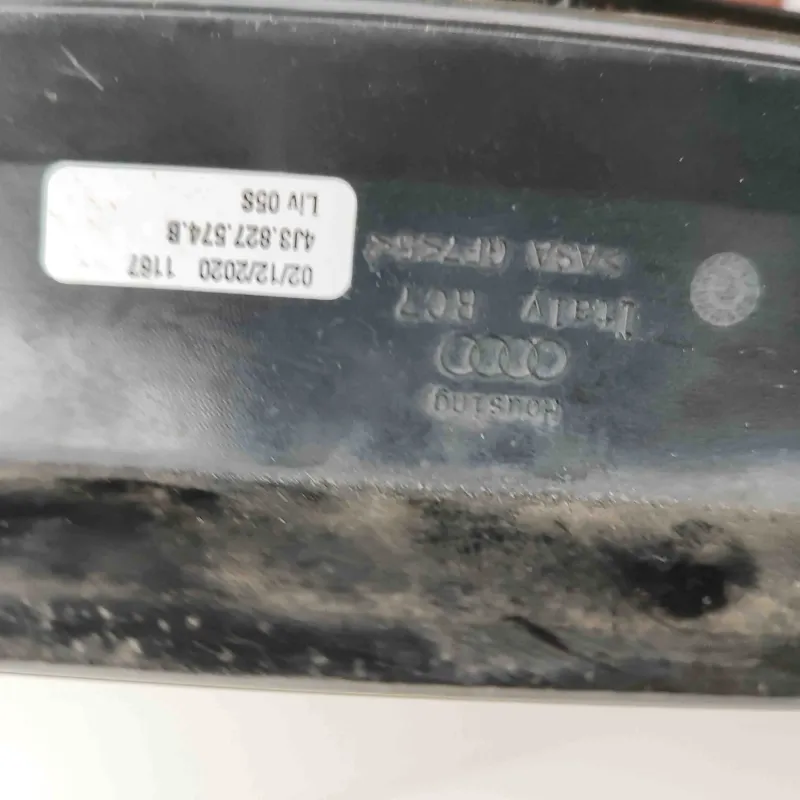 02/12/2020 1167
4J3.827.574.B
Liv 05S
Housing
Italy RC7